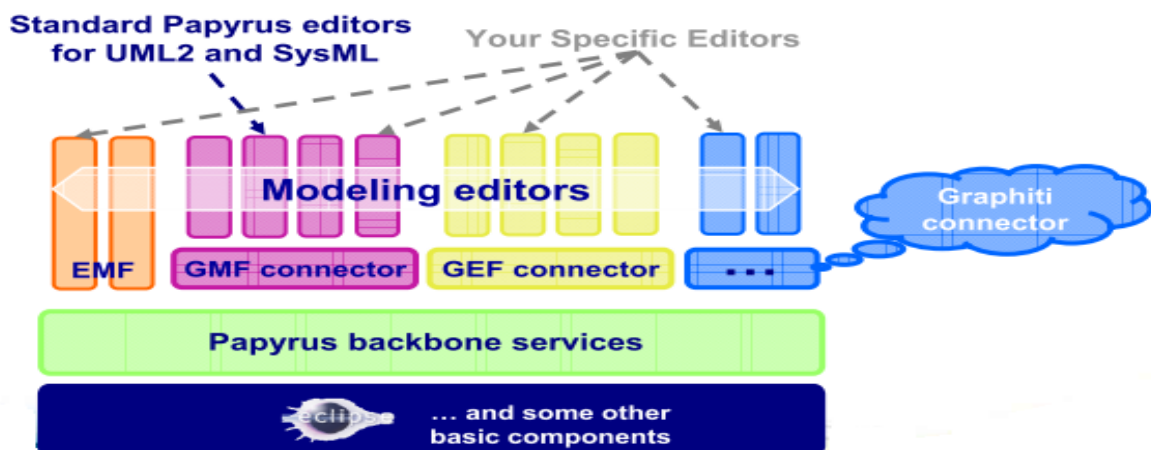 Standard Papyrus editors
for UML2 and SysML
Your Specific Editors
Modeling editors
Graphiti
connector
EMF
GMF connector
GEF connector
...
Papyrus backbone services
eclipse
... and some other
basic components